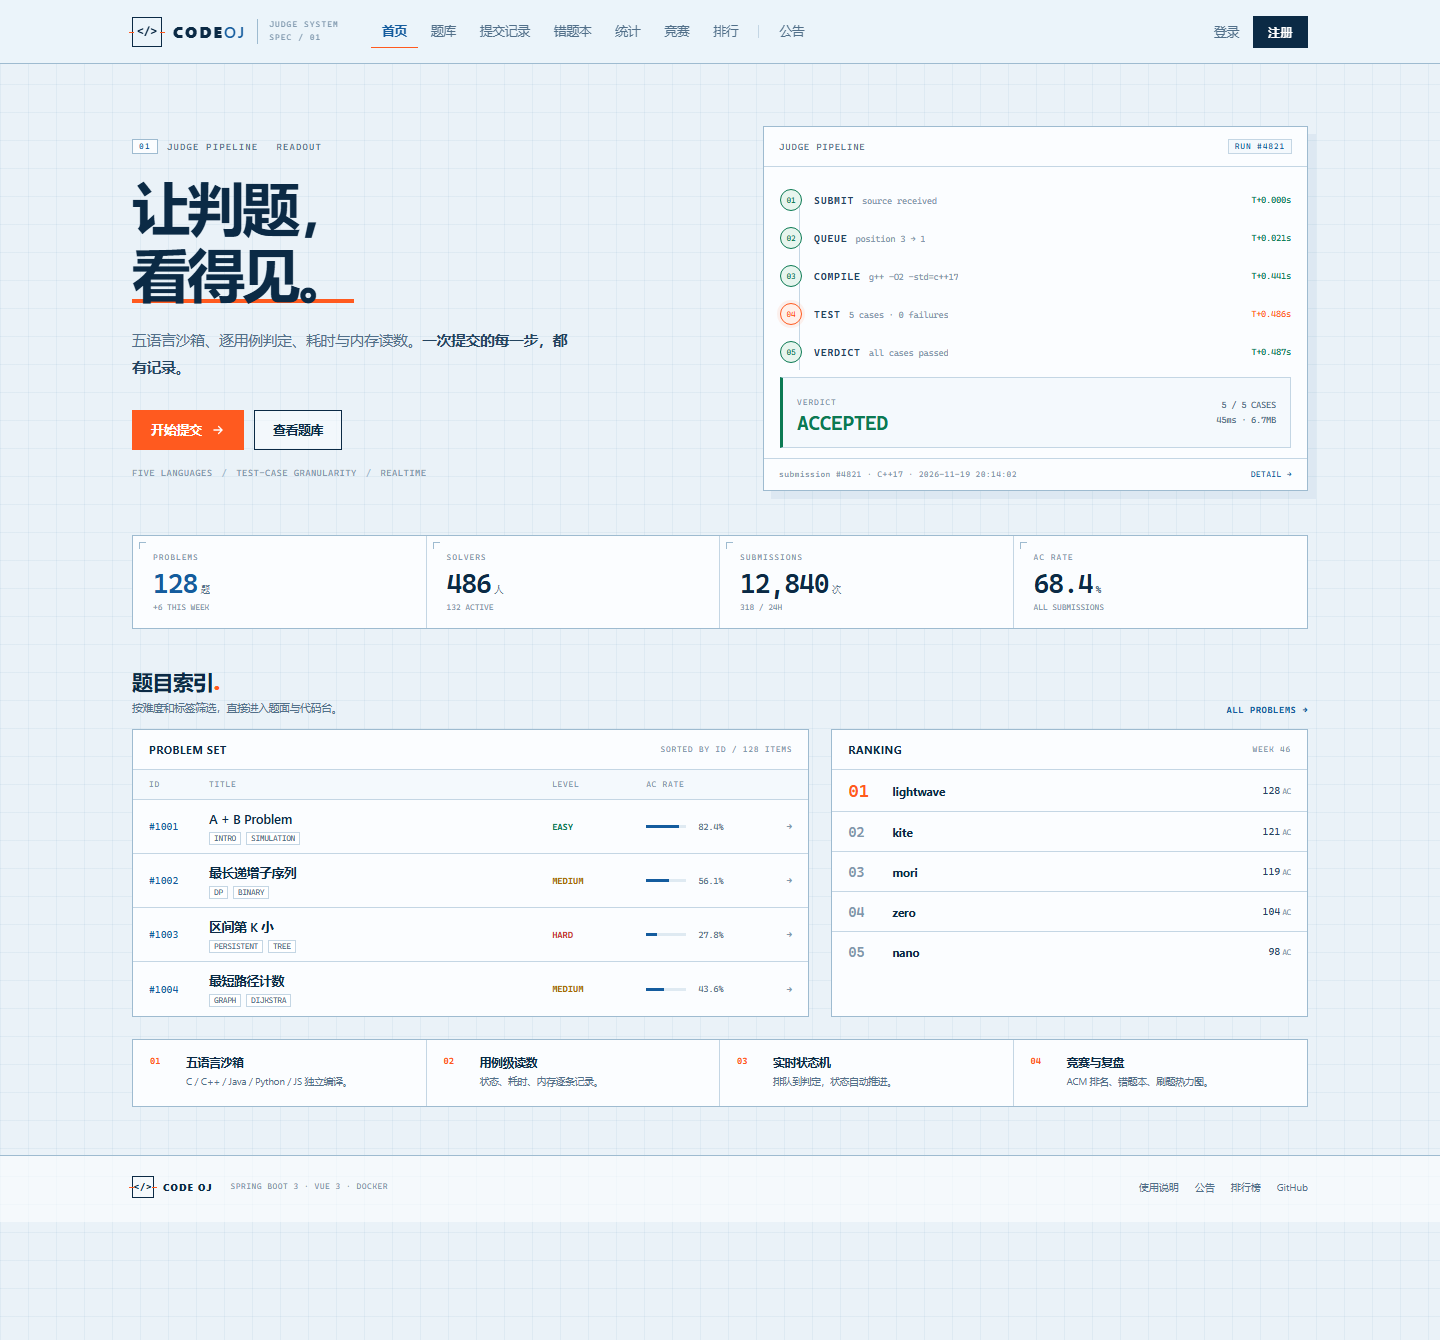 </> CODEOJ JUDGE SYSTEM SPEC / 01 首页 题库 提交记录 错题本 统计 竞赛 排行 公告 登录 注册
01 JUDGE PIPELINE READOUT
让判题,
看得见。
五语言沙箱、逐用例判定、耗时与内存读数。一次提交的每一步，都
有记录。
开始提交 → 查看题库
FIVE LANGUAGES / TEST-CASE GRANULARITY / REALTIME
JUDGE PIPELINE RUN #4821
01 SUBMIT source received T+0.000s
02 QUEUE position 3 → 1 T+0.021s
03 COMPILE g++ -O2 -std=c++17 T+0.441s
04 TEST 5 cases · 0 failures T+0.486s
05 VERDICT all cases passed T+0.487s
VERDICT
ACCEPTED
5 / 5 CASES
45ms · 6.7MB
submission #4821 · C++17 · 2026-11-19 20:14:02 DETAIL →
PROBLEMS
128 题
+6 THIS WEEK
SOLVERS
486 人
132 ACTIVE
SUBMISSIONS
12,840 次
318 / 24H
AC RATE
68.4 %
ALL SUBMISSIONS
题目索引.
按难度和标签筛选，直接进入题面与代码台。
ALL PROBLEMS →
PROBLEM SET SORTED BY ID / 128 ITEMS
ID TITLE LEVEL AC RATE
#1001 A + B Problem EASY 82.4% →
INTRO SIMULATION
#1002 最长递增子序列 MEDIUM 56.1% →
DP BINARY
#1003 区间第 K 小 HARD 27.8% →
PERSISTENT TREE
#1004 最短路径计数 MEDIUM 43.6% →
GRAPH DIJKSTRA
RANKING WEEK 46
01 lightwave 128 AC
02 kite 121 AC
03 mori 119 AC
04 zero 104 AC
05 nano 98 AC
01 五语言沙箱
C / C++ / Java / Python / JS 独立编译。
02 用例级读数
状态、耗时、内存逐条记录。
03 实时状态机
排队到判定，状态自动推进。
04 竞赛与复盘
ACM 排名、错题本、刷题热力图。
</> CODE OJ SPRING BOOT 3 · VUE 3 · DOCKER 使用说明 公告 排行榜 GitHub